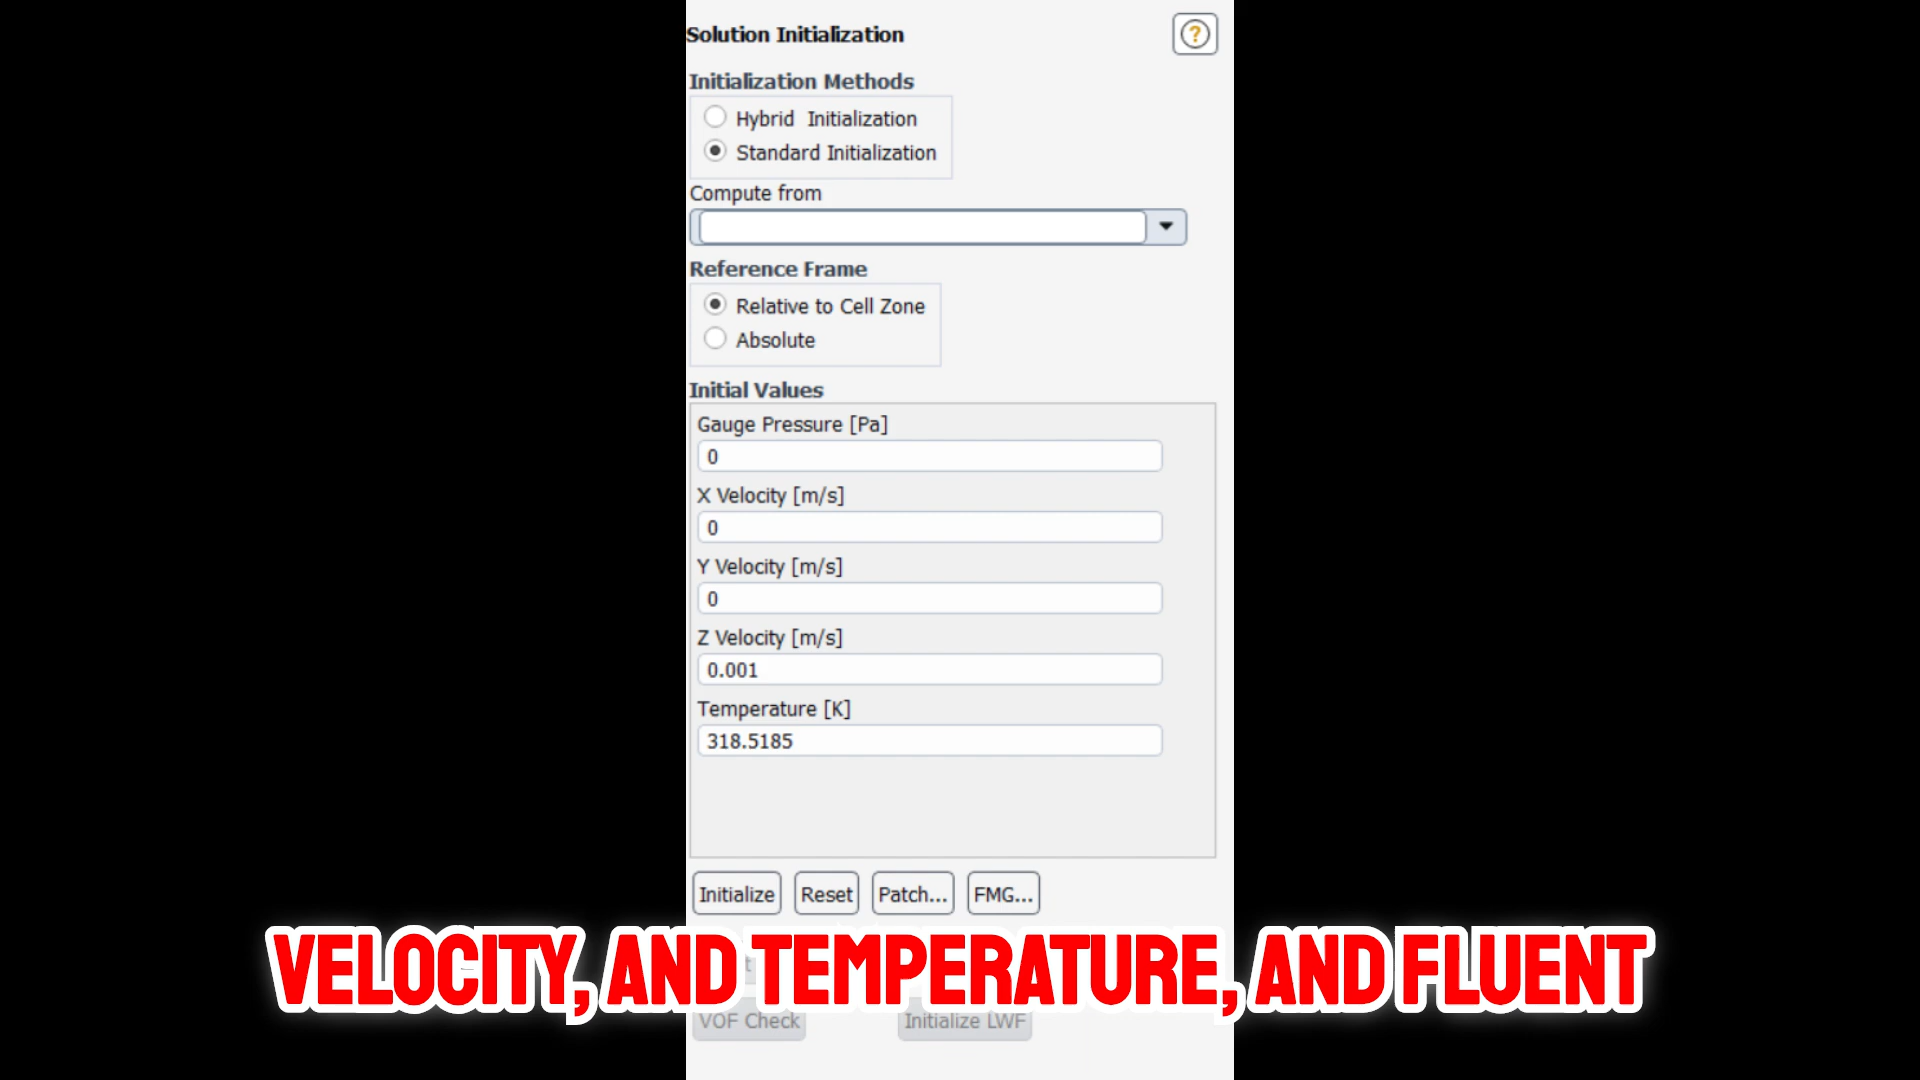 Solution Initialization
?
Initialization Methods
Hybrid Initialization
Standard Initialization
Compute from
Reference Frame
Relative to Cell Zone
Absolute
Initial Values
Gauge Pressure [Pa]
0
X Velocity [m/s]
0
Y Velocity [m/s]
0
Z Velocity [m/s]
0.001
Temperature [K]
318.5185
Initialize Reset Patch... FMG...
VELOCITY, AND TEMPERATURE, AND FLUENT
VOF Check Initialize LWF